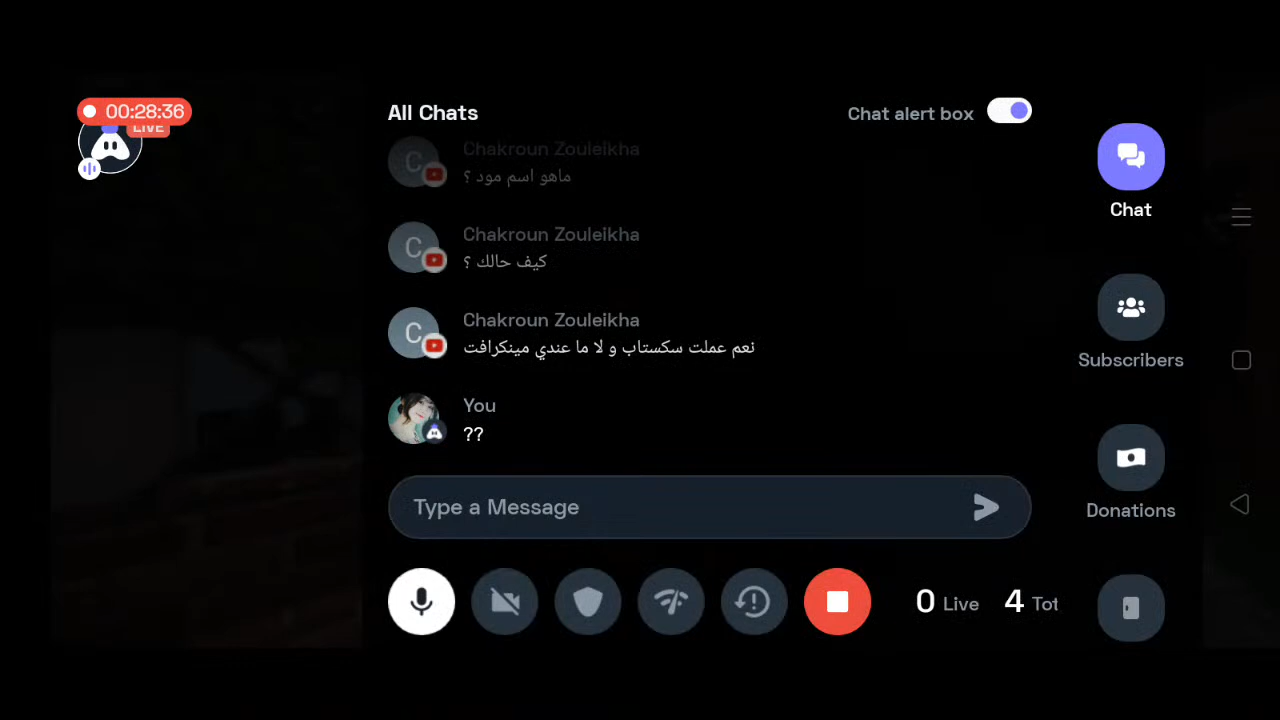 00:28:36
LIVE
All Chats
Chat alert box
Chakroun Zouleikha
ماهو اسم مود ؟
Chakroun Zouleikha
كيف حالك ؟
Chakroun Zouleikha
نعم عملت سكستاب و لا ما عندي مينكرافت
You
??
Type a Message
0 Live 4 Tot
Chat
Subscribers
Donations
C
C
C